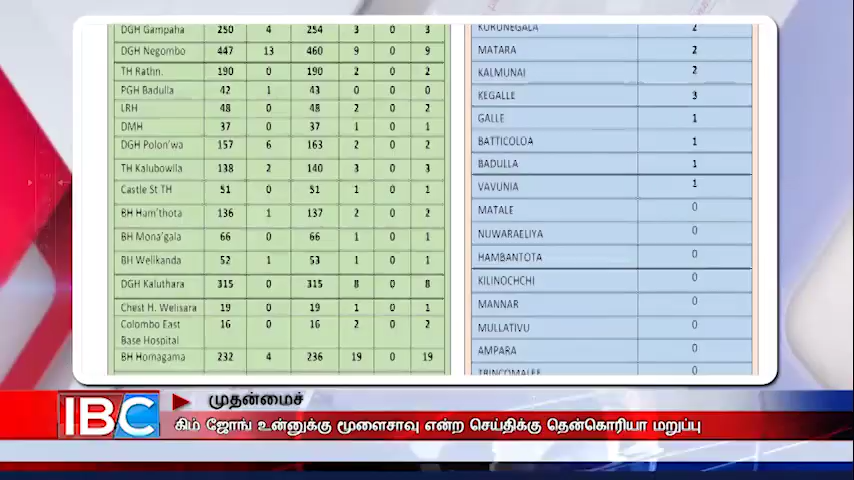 DGH Gampaha 250 4 254 3 0 3
DGH Negombo 447 13 460 9 0 9
TH Rathn. 190 0 190 2 0 2
PGH Badulla 42 1 43 0 0 0
LRH 48 0 48 2 0 2
DMH 37 0 37 1 0 1
DGH Polon'wa 157 6 163 2 0 2
TH Kalubowila 138 2 140 3 0 3
Castle St TH 51 0 51 1 0 1
BH Ham'thota 136 1 137 2 0 2
BH Mona'gala 66 0 66 1 0 1
BH Welikanda 52 1 53 1 0 1
DGH Kaluthara 315 0 315 8 0 8
Chest H. Welisara 19 0 19 1 0 1
Colombo East 16 0 16 2 0 2
Base Hospital
BH Homagama 232 4 236 19 0 19
KURUNEGALA 2
MATARA 2
KALMUNAI 2
KEGALLE 3
GALLE 1
BATTICOLOA 1
BADULLA 1
VAVUNIA 1
MATALE 0
NUWARAELIYA 0
HAMBANTOTA 0
KILINOCHCHI 0
MANNAR 0
MULLATIVU 0
AMPARA 0
TRINCOMALEE 0
IBC
முதன்மைச்
கிம் ஜோங் உன்னுக்கு மூளைசாவு என்ற செய்திக்கு தென்கொரியா மறுப்பு